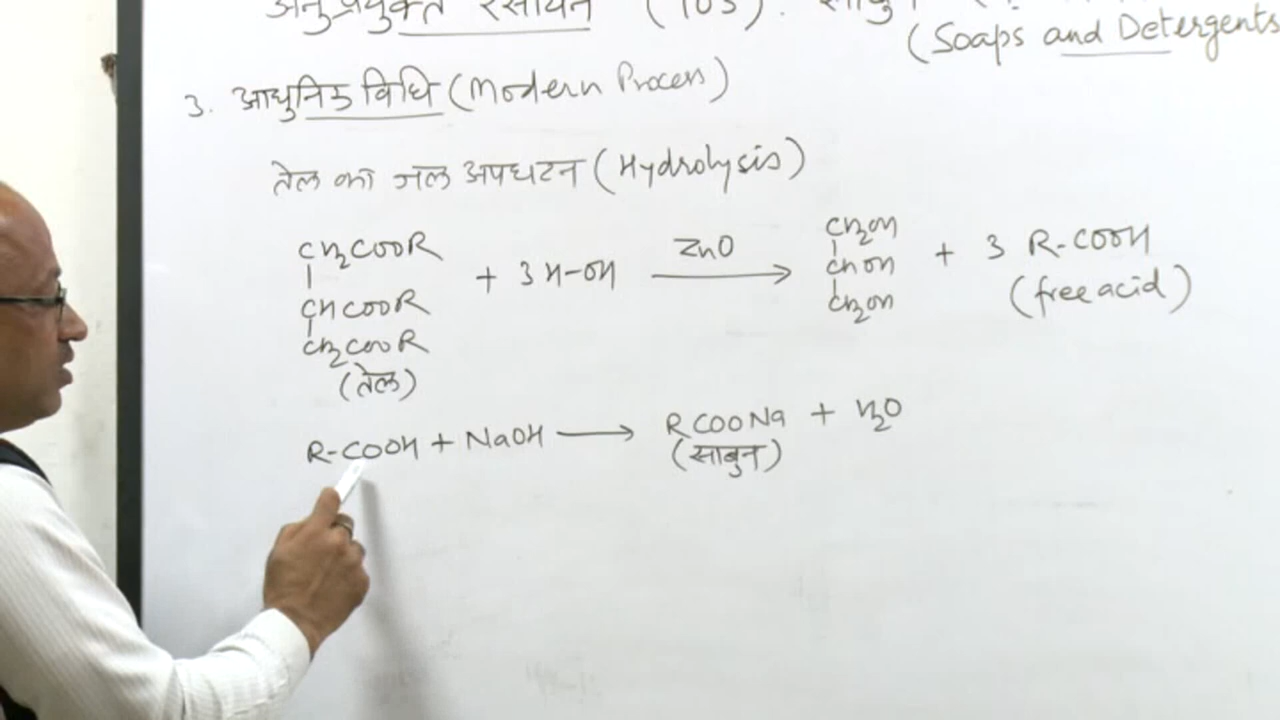 अनुप्रयुक्त रसायन (103): साबुन
(Soaps and Detergents
3. आधुनिक विधि (Modern Process)
तेल का जल अपघटन (Hydrolysis)
CH2COOR
CHCOOR
CH2COOR
(तेल)
+ 3 H-OH
ZnO
⟶
CH2OH
CHOH
CH2OH
+ 3 R-COOH
(free acid)
R-COOH + NaOH ⟶ RCOONa + H2O
(साबुन)